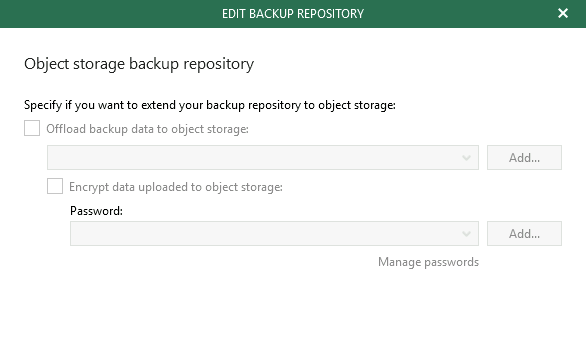 EDIT BACKUP REPOSITORY
Object storage backup repository
Specify if you want to extend your backup repository to object storage:
Offload backup data to object storage:
Add...
Encrypt data uploaded to object storage:
Password:
Add...
Manage passwords